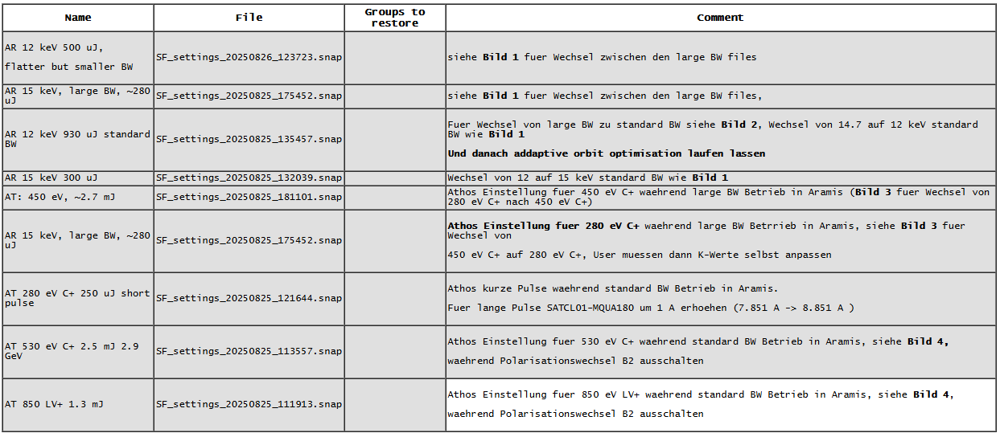 Name File Groups to restore Comment
AR 12 keV 500 uJ,
flatter but smaller BW
SF_settings_20250826_123723.snap
siehe Bild 1 fuer Wechsel zwischen den large BW files
AR 15 keV, large BW, ~280
uJ
SF_settings_20250825_175452.snap
siehe Bild 1 fuer Wechsel zwischen den large BW files,
AR 12 keV 930 uJ standard
BW
SF_settings_20250825_135457.snap
Fuer Wechsel von large BW zu standard BW siehe Bild 2, Wechsel von 14.7 auf 12 keV standard
BW wie Bild 1
Und danach addaptive orbit optimisation laufen lassen
AR 15 keV 300 uJ
SF_settings_20250825_132039.snap
Wechsel von 12 auf 15 keV standard BW wie Bild 1
AT: 450 eV, ~2.7 mJ
SF_settings_20250825_181101.snap
Athos Einstellung fuer 450 eV C+ waehrend large BW Betrieb in Aramis (Bild 3 fuer Wechsel von
280 eV C+ nach 450 eV C+)
AR 15 keV, large BW, ~280
uJ
SF_settings_20250825_175452.snap
Athos Einstellung fuer 280 eV C+ waehrend large BW Betrrieb in Aramis, siehe Bild 3 fuer
Wechsel von
450 eV C+ auf 280 eV C+, User muessen dann K-Werte selbst anpassen
AT 280 eV C+ 250 uJ short
pulse
SF_settings_20250825_121644.snap
Athos kurze Pulse waehrend standard BW Betrieb in Aramis.
Fuer lange Pulse SATCL01-MQUA180 um 1 A erhoehen (7.851 A -> 8.851 A )
AT 530 eV C+ 2.5 mJ 2.9
GeV
SF_settings_20250825_113557.snap
Athos Einstellung fuer 530 eV C+ waehrend standard BW Betrieb in Aramis, siehe Bild 4,
waehrend Polarisationswechsel B2 ausschalten
AT 850 LV+ 1.3 mJ
SF_settings_20250825_111913.snap
Athos Einstellung fuer 850 eV LV+ waehrend standard BW Betrieb in Aramis, siehe Bild 4,
waehrend Polarisationswechsel B2 ausschalten